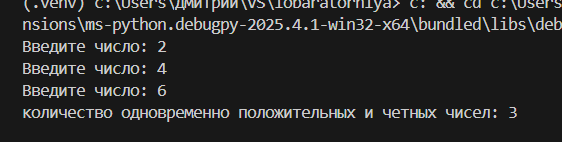 (.venv) c:\Users\Дмитрий\VS\lobaratorniya> c: && cd c:\Users
nsions\ms-python.debugpy-2025.4.1-win32-x64\bundled\libs\deb
Введите число: 2
Введите число: 4
Введите число: 6
количество одновременно положительных и четных чисел: 3